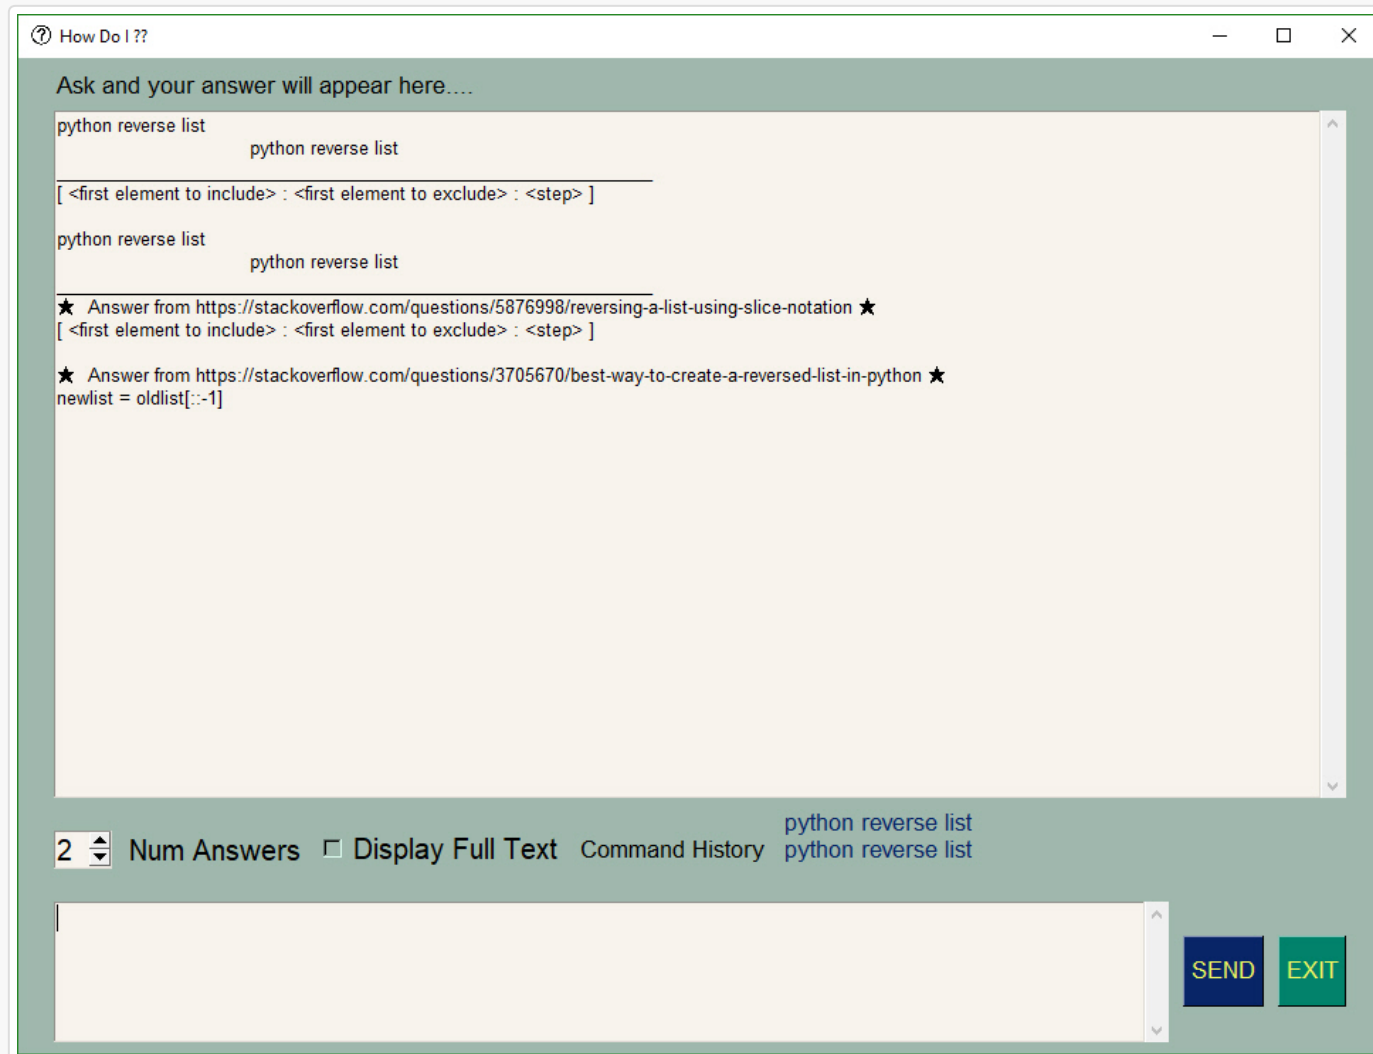 How Do I ??
Ask and your answer will appear here....
python reverse list
python reverse list
[ <first element to include> : <first element to exclude> : <step> ]
python reverse list
python reverse list
★ Answer from https://stackoverflow.com/questions/5876998/reversing-a-list-using-slice-notation ★
[ <first element to include> : <first element to exclude> : <step> ]
★ Answer from https://stackoverflow.com/questions/3705670/best-way-to-create-a-reversed-list-in-python ★
newlist = oldlist[::-1]
2 Num Answers Display Full Text Command History python reverse list
python reverse list
SEND EXIT